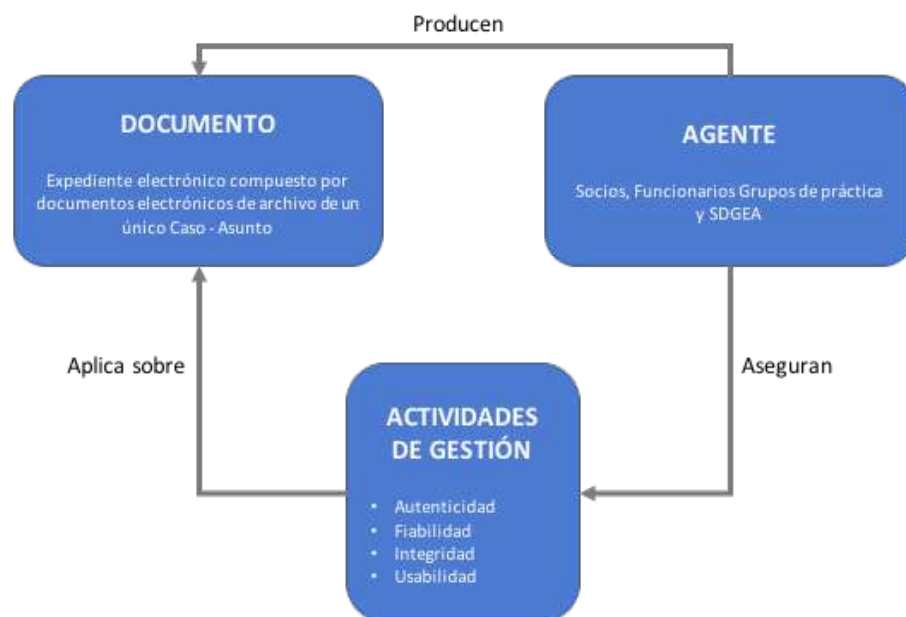 Producen
DOCUMENTO
Expediente electrónico compuesto por
documentos electrónicos de archivo de un
único Caso - Asunto
AGENTE
Socios, Funcionarios Grupos de práctica
y SDGEA
Aplica sobre
Aseguran
ACTIVIDADES
DE GESTIÓN
• Autenticidad
• Fiabilidad
• Integridad
• Usabilidad